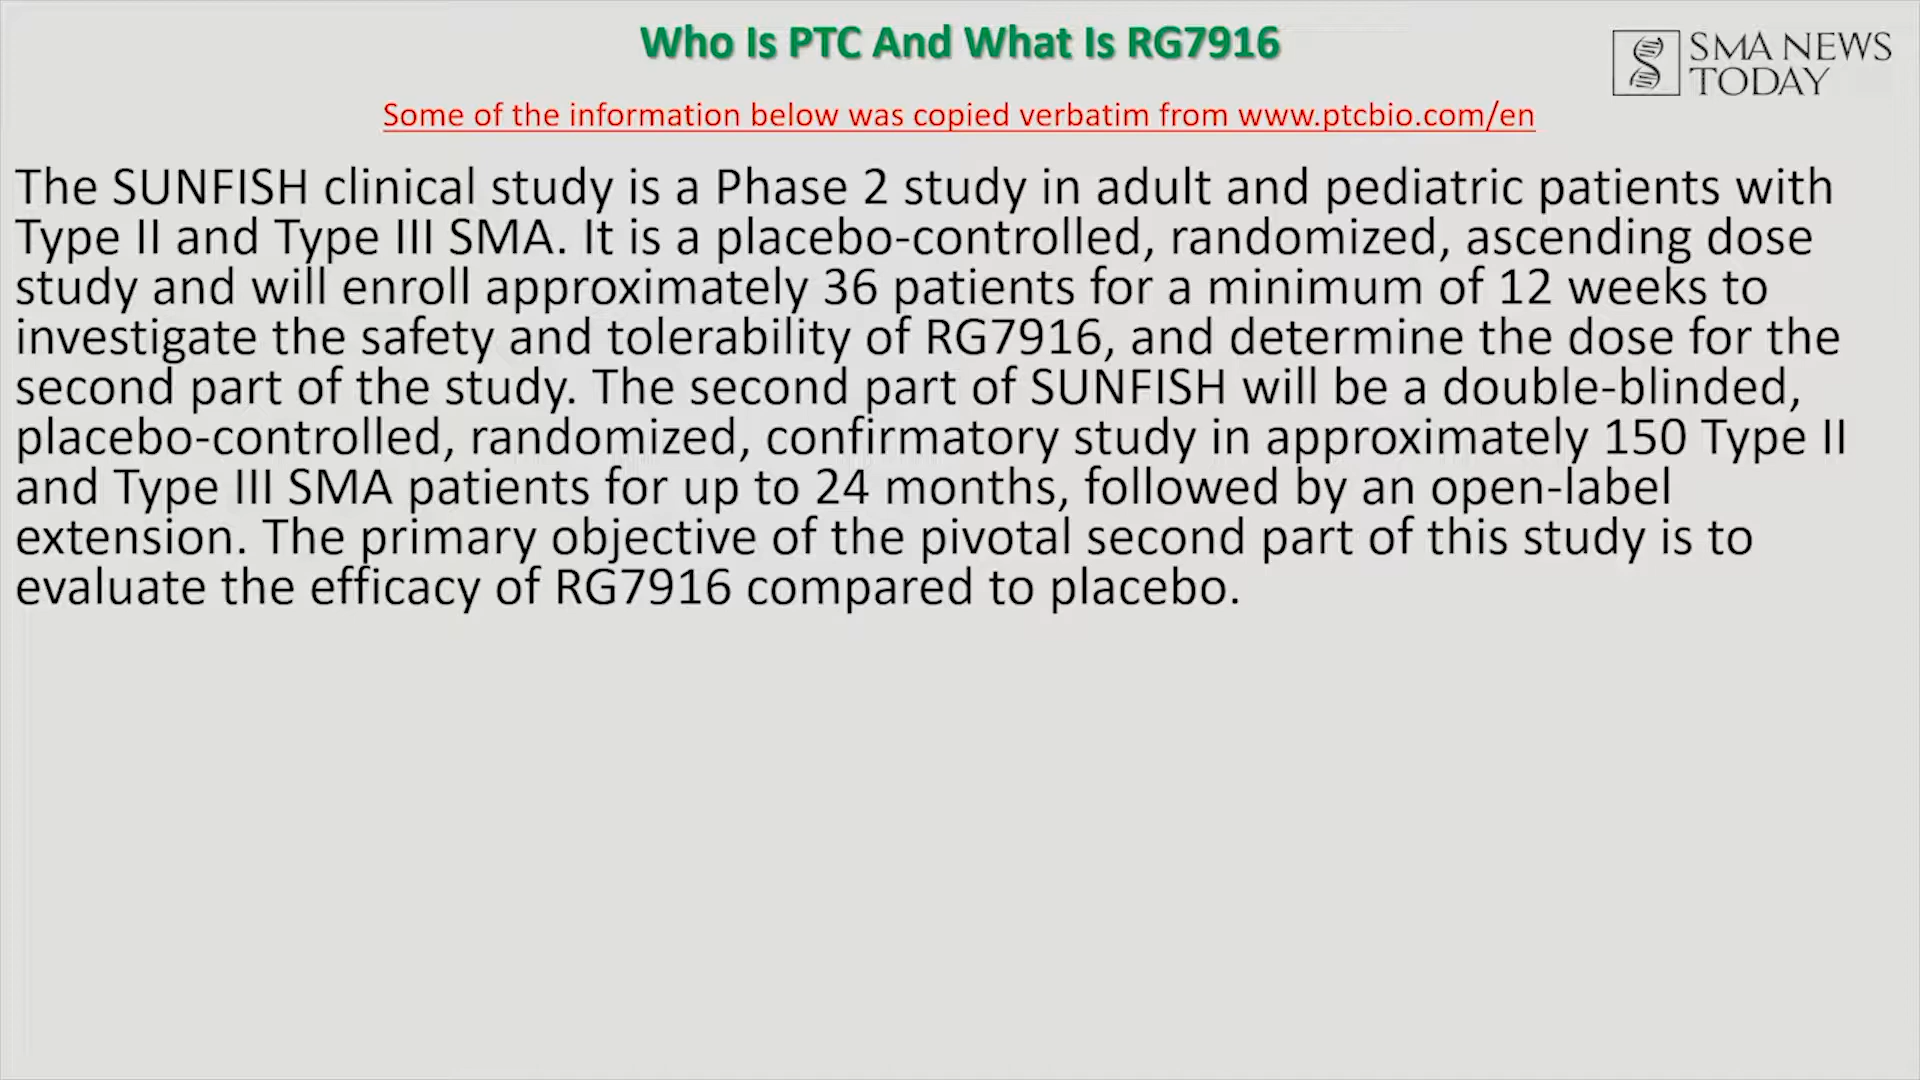 Who Is PTC And What Is RG7916
SMA NEWS
TODAY
Some of the information below was copied verbatim from www.ptcbio.com/en
The SUNFISH clinical study is a Phase 2 study in adult and pediatric patients with
Type II and Type III SMA. It is a placebo-controlled, randomized, ascending dose
study and will enroll approximately 36 patients for a minimum of 12 weeks to
investigate the safety and tolerability of RG7916, and determine the dose for the
second part of the study. The second part of SUNFISH will be a double-blinded,
placebo-controlled, randomized, confirmatory study in approximately 150 Type II
and Type III SMA patients for up to 24 months, followed by an open-label
extension. The primary objective of the pivotal second part of this study is to
evaluate the efficacy of RG7916 compared to placebo.